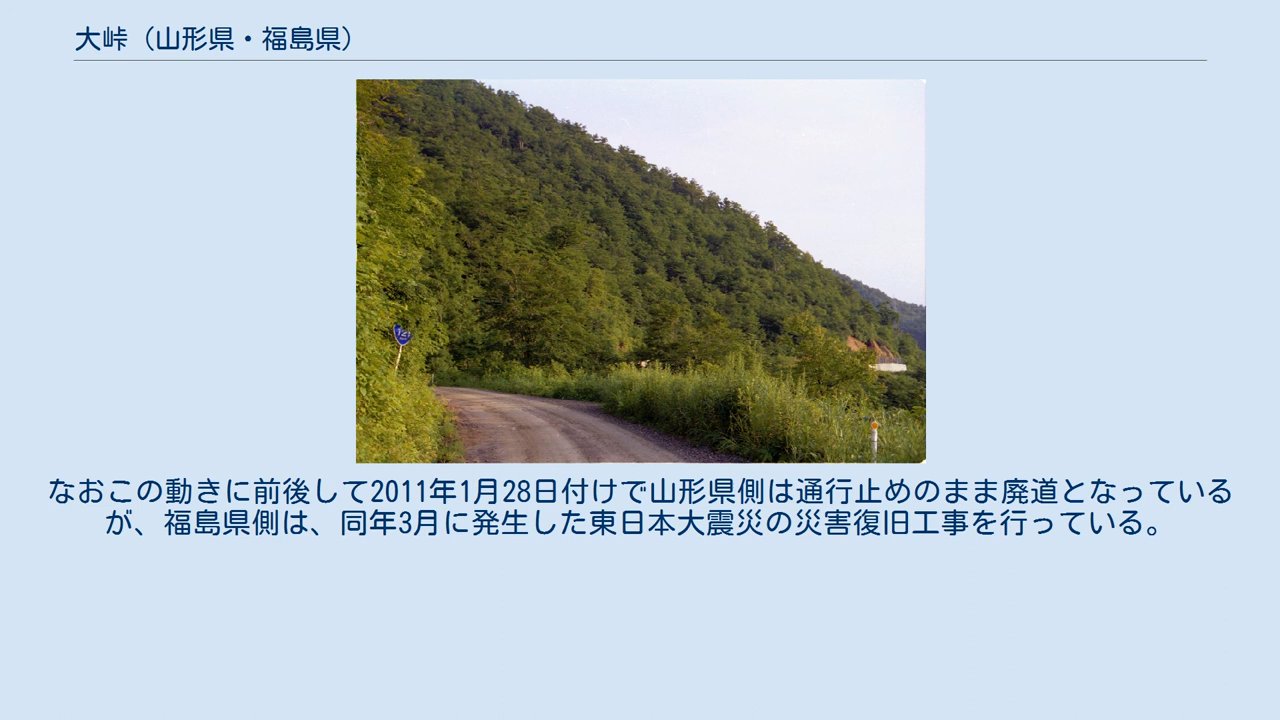 大峠（山形県・福島県）
121
なおこの動きに前後して2011年1月28日付けで山形県側は通行止めのまま廃道となっている
が、福島県側は、同年3月に発生した東日本大震災の災害復旧工事を行っている。